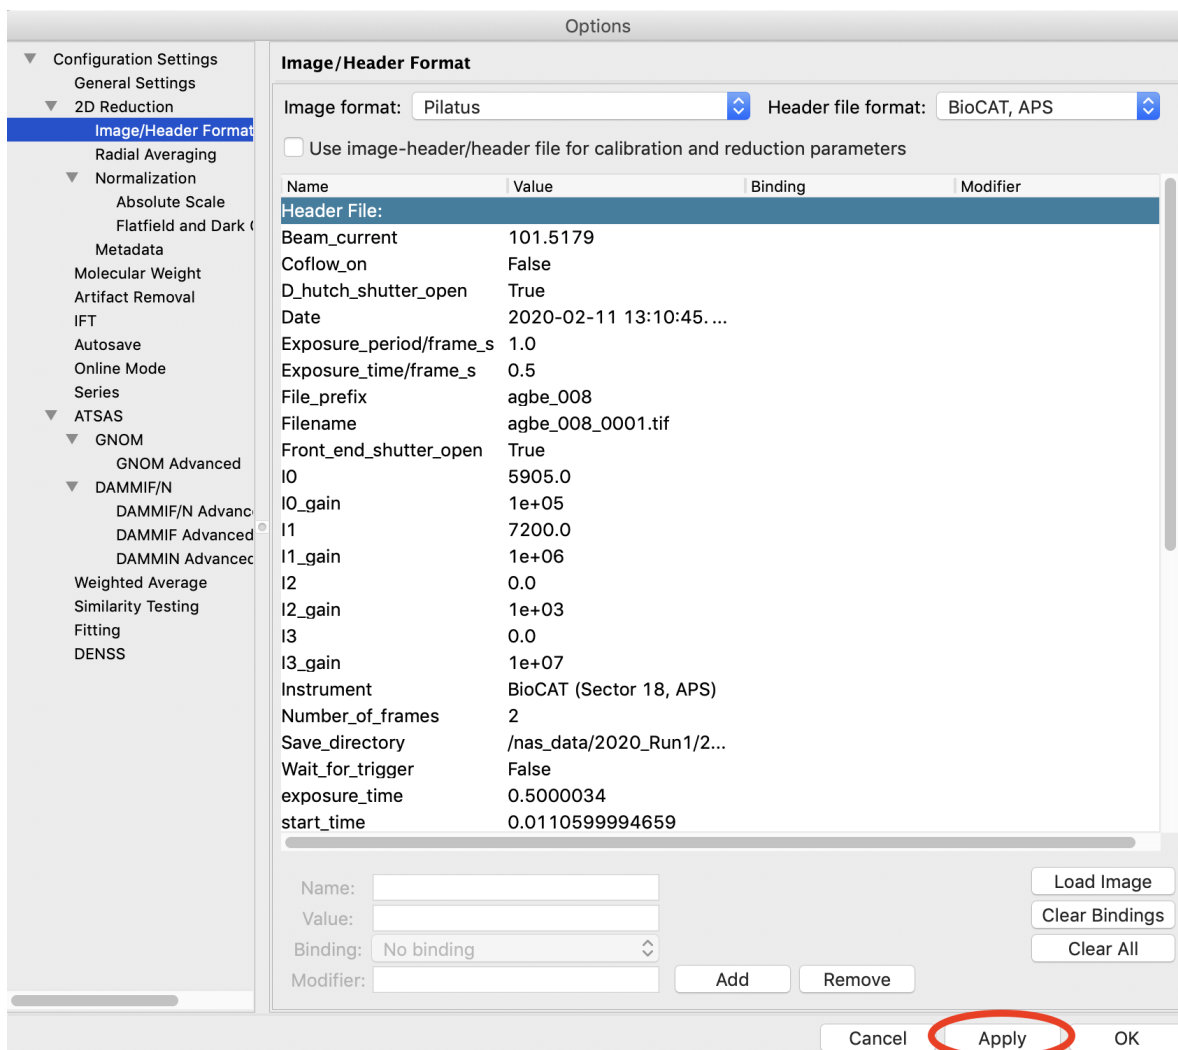 Options
Configuration Settings
General Settings
2D Reduction
Image/Header Format
Radial Averaging
Normalization
Absolute Scale
Flatfield and Dark
Metadata
Molecular Weight
Artifact Removal
IFT
Autosave
Online Mode
Series
ATSAS
GNOM
GNOM Advanced
DAMMIF/N
DAMMIF/N Advanc
DAMMIF Advanced
DAMMIN Advanced
Weighted Average
Similarity Testing
Fitting
DENSS
Image/Header Format
Image format: Pilatus Header file format: BioCAT, APS
Use image-header/header file for calibration and reduction parameters
Name Value Binding Modifier
Header File:
Beam_current 101.5179
Coflow_on False
D_hutch_shutter_open True
Date 2020-02-11 13:10:45. ...
Exposure_period/frame_s 1.0
Exposure_time/frame_s 0.5
File_prefix agbe_008
Filename agbe_008_0001.tif
Front_end_shutter_open True
I0 5905.0
I0_gain 1e+05
I1 7200.0
I1_gain 1e+06
I2 0.0
I2_gain 1e+03
I3 0.0
I3_gain 1e+07
Instrument BioCAT (Sector 18, APS)
Number_of_frames 2
Save_directory /nas_data/2020_Run1/2...
Wait_for_trigger False
exposure_time 0.5000034
start_time 0.0110599994659
Name:
Value:
Binding: No binding
Modifier:
Add Remove
Load Image
Clear Bindings
Clear All
Cancel Apply OK